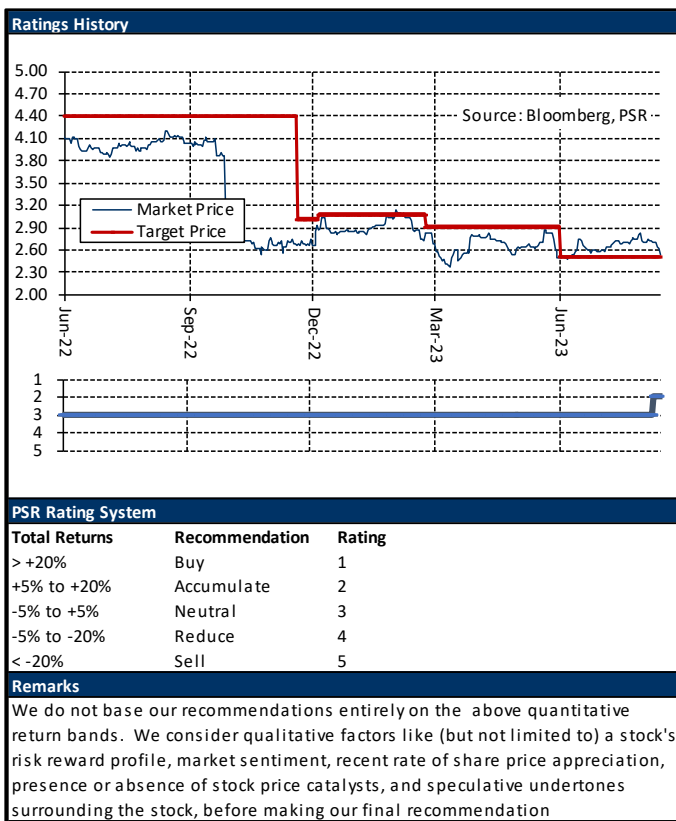 Ratings History
5.00
4.70
4.40
4.10
3.80
3.50
3.20
2.90
2.60
2.30
2.00
Source: Bloomberg, PSR
Market Price
Target Price
Jun-22
Sep-22
Dec-22
Mar-23
Jun-23
1
2
3
4
5
PSR Rating System
Total Returns Recommendation Rating
> +20% Buy 1
+5% to +20% Accumulate 2
-5% to +5% Neutral 3
-5% to -20% Reduce 4
< -20% Sell 5
Remarks
We do not base our recommendations entirely on the above quantitative
return bands. We consider qualitative factors like (but not limited to) a stock's
risk reward profile, market sentiment, recent rate of share price appreciation,
presence or absence of stock price catalysts, and speculative undertones
surrounding the stock, before making our final recommendation